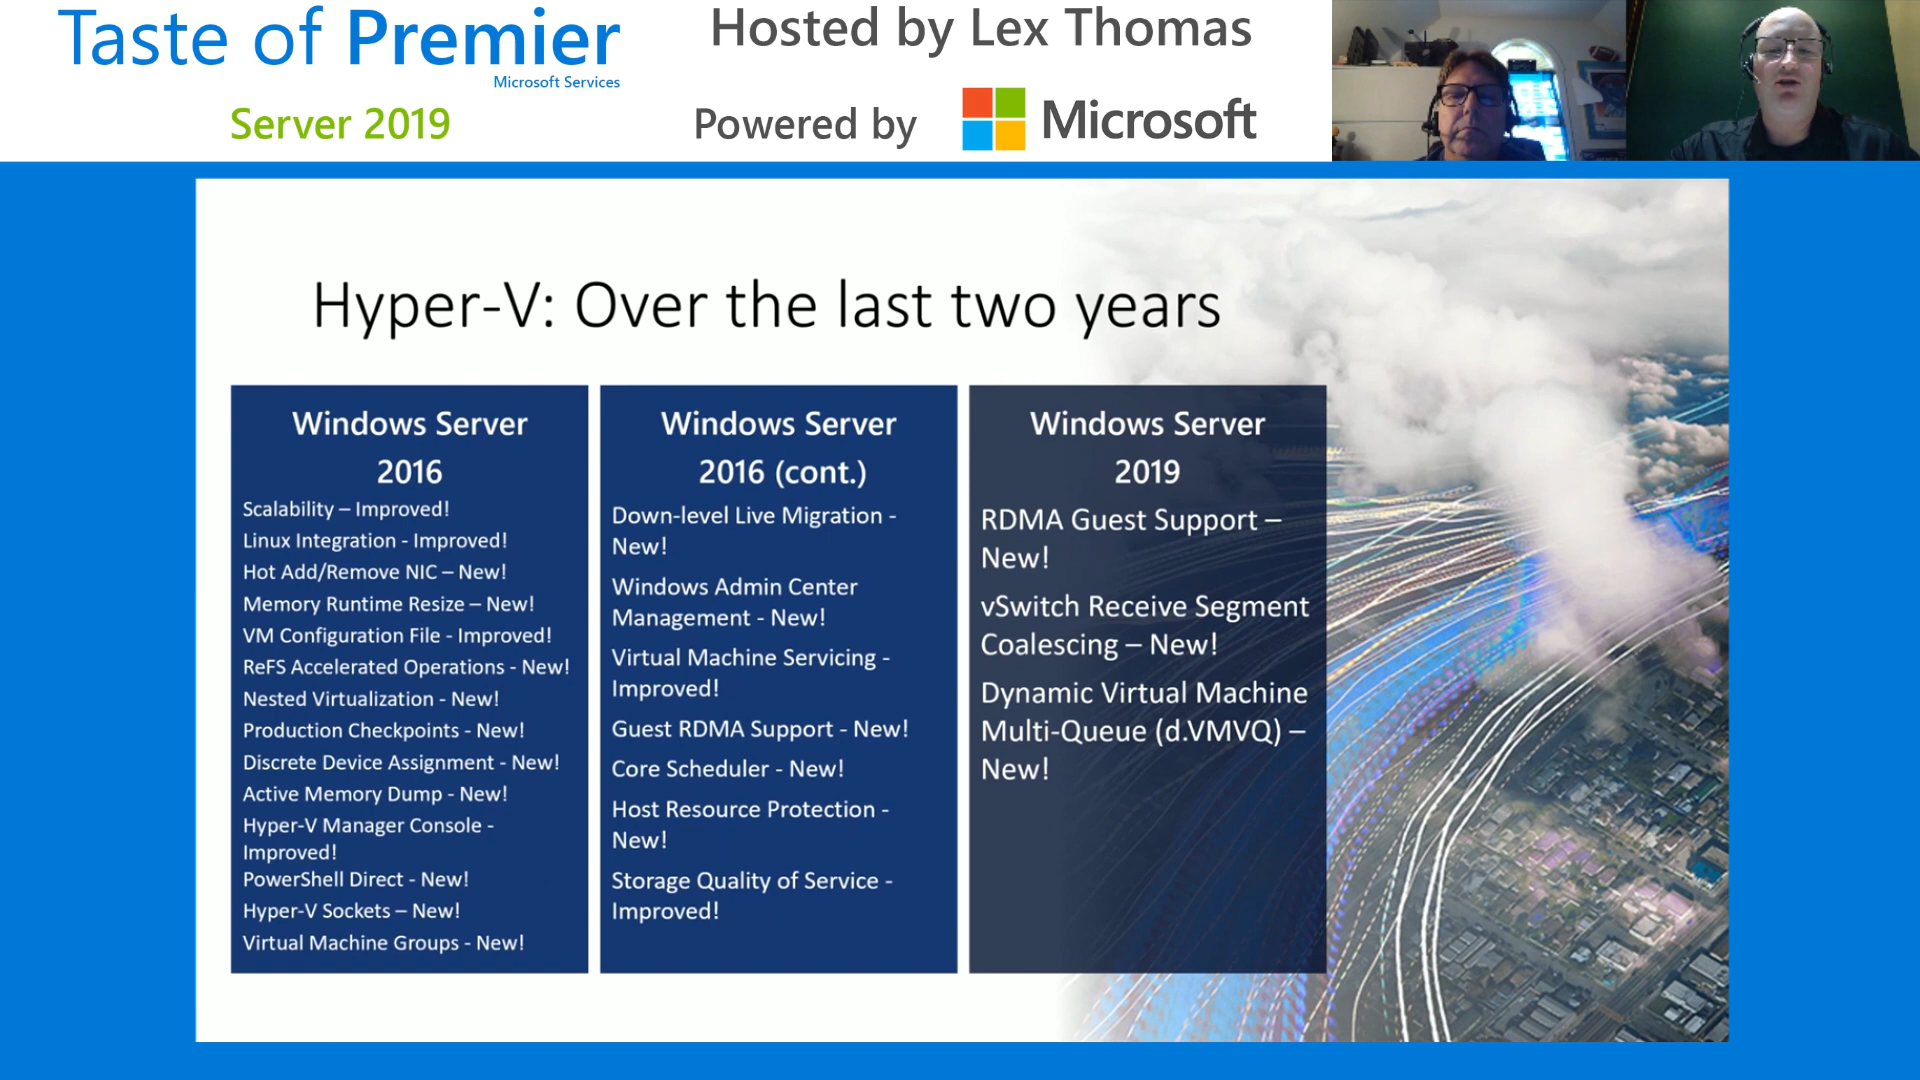 Taste of Premier
Microsoft Services
Server 2019
Hosted by Lex Thomas
Powered by
Microsoft
Hyper-V: Over the last two years
Windows Server
2016
Scalability – Improved!
Linux Integration - Improved!
Hot Add/Remove NIC – New!
Memory Runtime Resize – New!
VM Configuration File - Improved!
ReFS Accelerated Operations - New!
Nested Virtualization - New!
Production Checkpoints - New!
Discrete Device Assignment - New!
Active Memory Dump - New!
Hyper-V Manager Console -
Improved!
PowerShell Direct - New!
Hyper-V Sockets – New!
Virtual Machine Groups - New!
Windows Server
2016 (cont.)
Down-level Live Migration -
New!
Windows Admin Center
Management - New!
Virtual Machine Servicing -
Improved!
Guest RDMA Support - New!
Core Scheduler - New!
Host Resource Protection -
New!
Storage Quality of Service -
Improved!
Windows Server
2019
RDMA Guest Support –
New!
vSwitch Receive Segment
Coalescing – New!
Dynamic Virtual Machine
Multi-Queue (d.VMVQ) –
New!